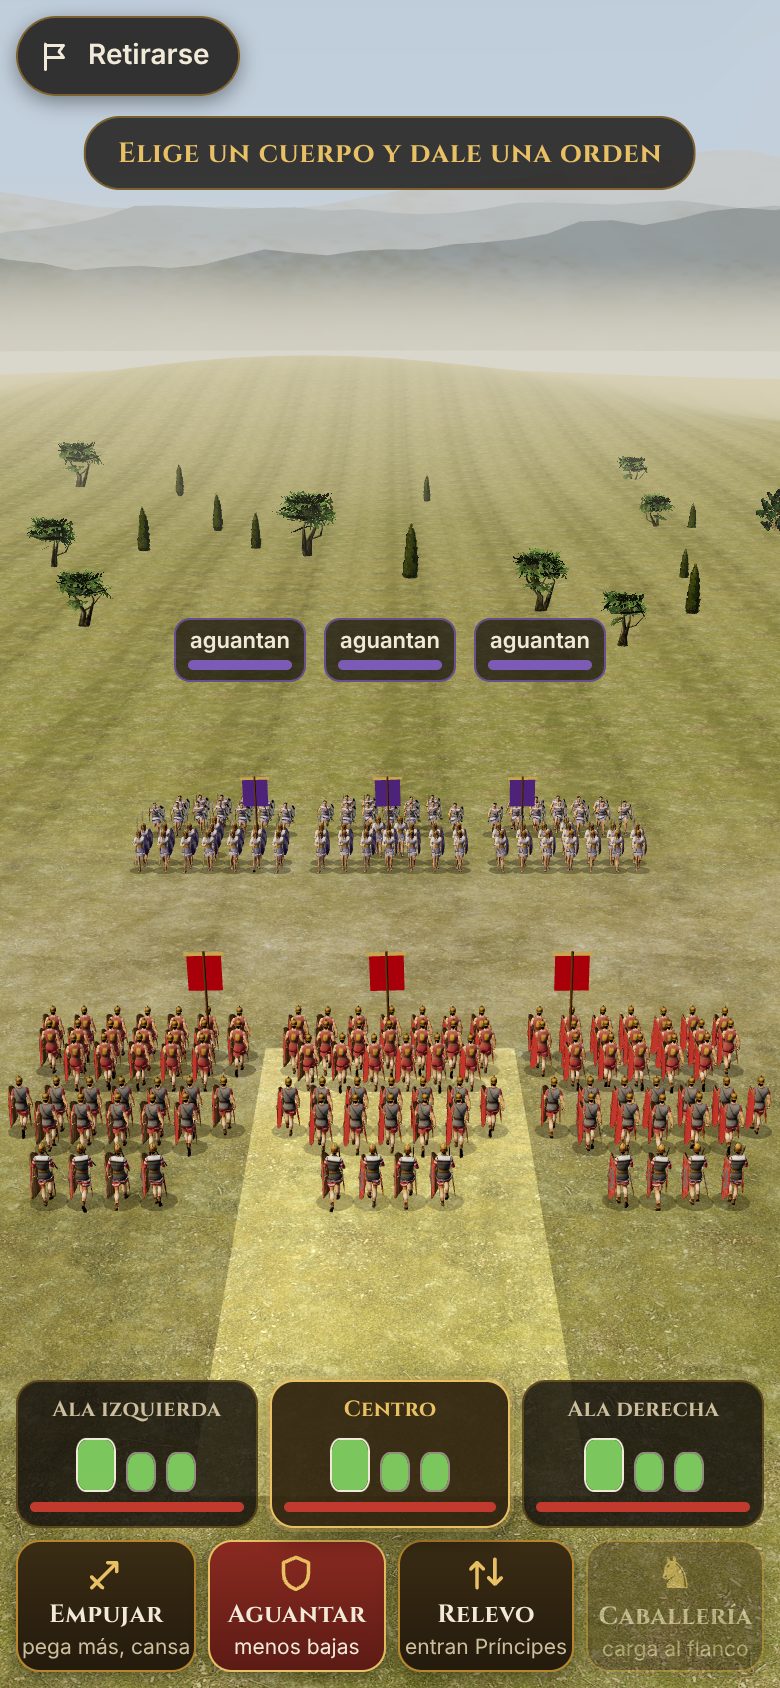 Retirarse
Elige un cuerpo y dale una orden
aguantan aguantan aguantan
Ala izquierda
Centro
Ala derecha
Empujar
pega más, cansa
Aguantar
menos bajas
Relevo
entran Príncipes
Caballería
carga al flanco